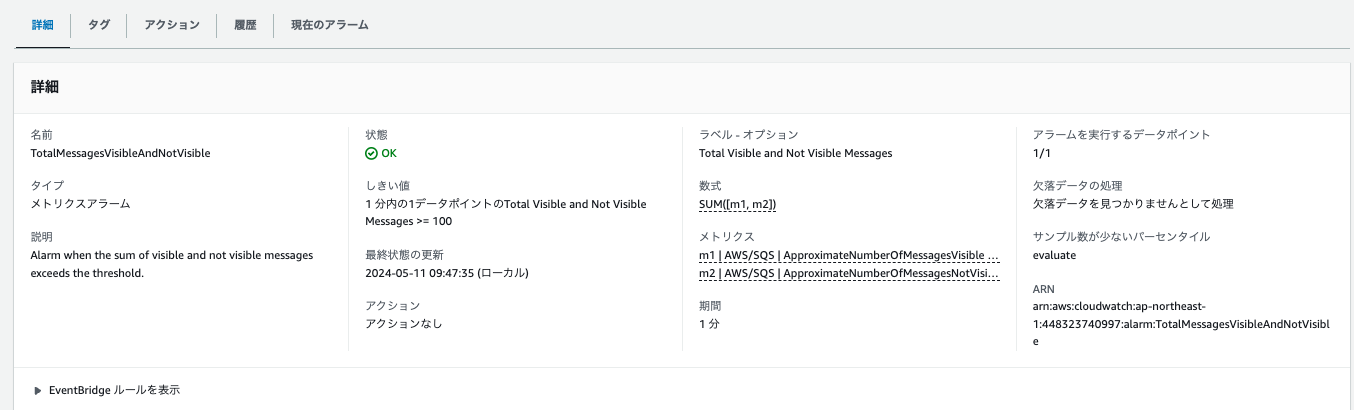 詳細
タグ
アクション
履歴
現在のアラーム
詳細
名前
TotalMessagesVisibleAndNotVisible
タイプ
メトリクスアラーム
説明
Alarm when the sum of visible and not visible messages
exceeds the threshold.
状態
OK
しきい値
1 分内の1データポイントのTotal Visible and Not Visible
Messages >= 100
最終状態の更新
2024-05-11 09:47:35 (ローカル)
アクション
アクションなし
ラベル - オプション
Total Visible and Not Visible Messages
数式
SUM([m1, m2])
メトリクス
m1 | AWS/SQS | ApproximateNumberOfMessagesVisible ...
m2 | AWS/SQS | ApproximateNumberOfMessagesNotVisi...
期間
1 分
アラームを実行するデータポイント
1/1
欠落データの処理
欠落データを見つかりませんとして処理
サンプル数が少ないパーセンタイル
evaluate
ARN
arn:aws:cloudwatch:ap-northeast-
1:448323740997:alarm:TotalMessagesVisibleAndNotVisibl
e
EventBridge ルールを表示